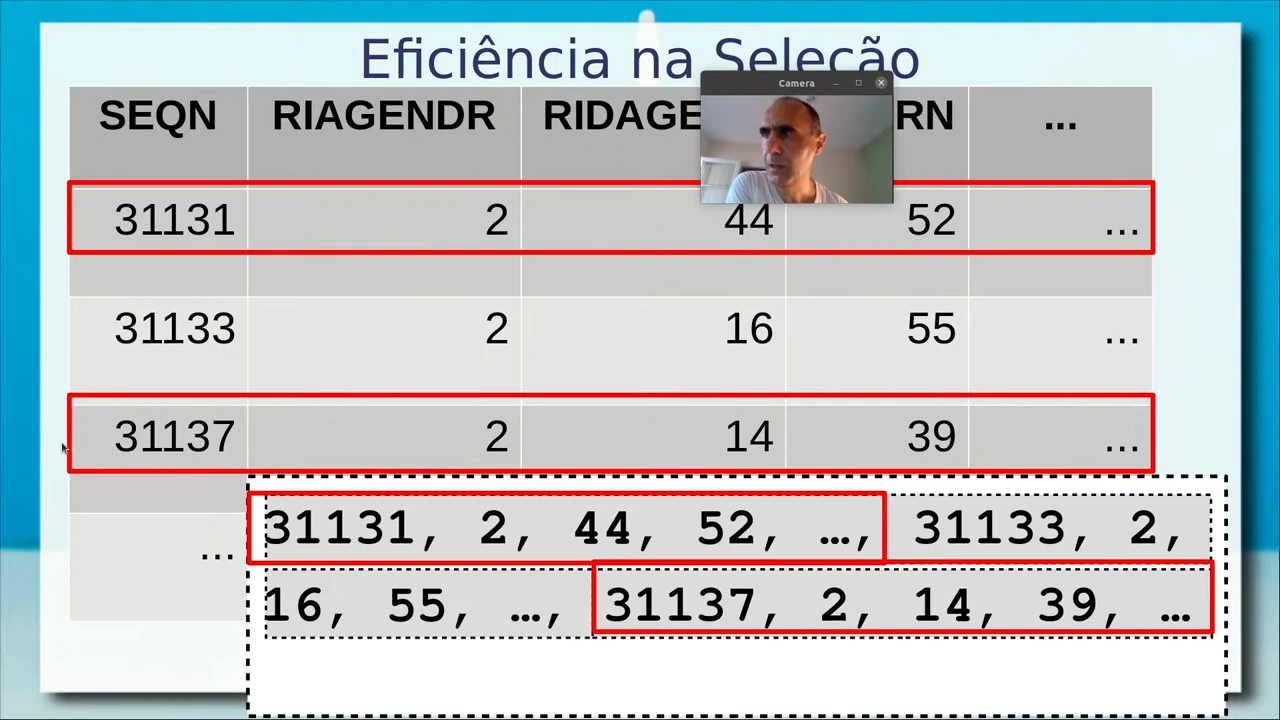 Eficiência na Seleção
Camera
SEQN RIAGENDR RN ...
31131 2 44 52 ...
31133 2 16 55 ...
31137 2 14 39 ...
...
31131, 2, 44, 52, …, 31133, 2,
16, 55, …, 31137, 2, 14, 39, …